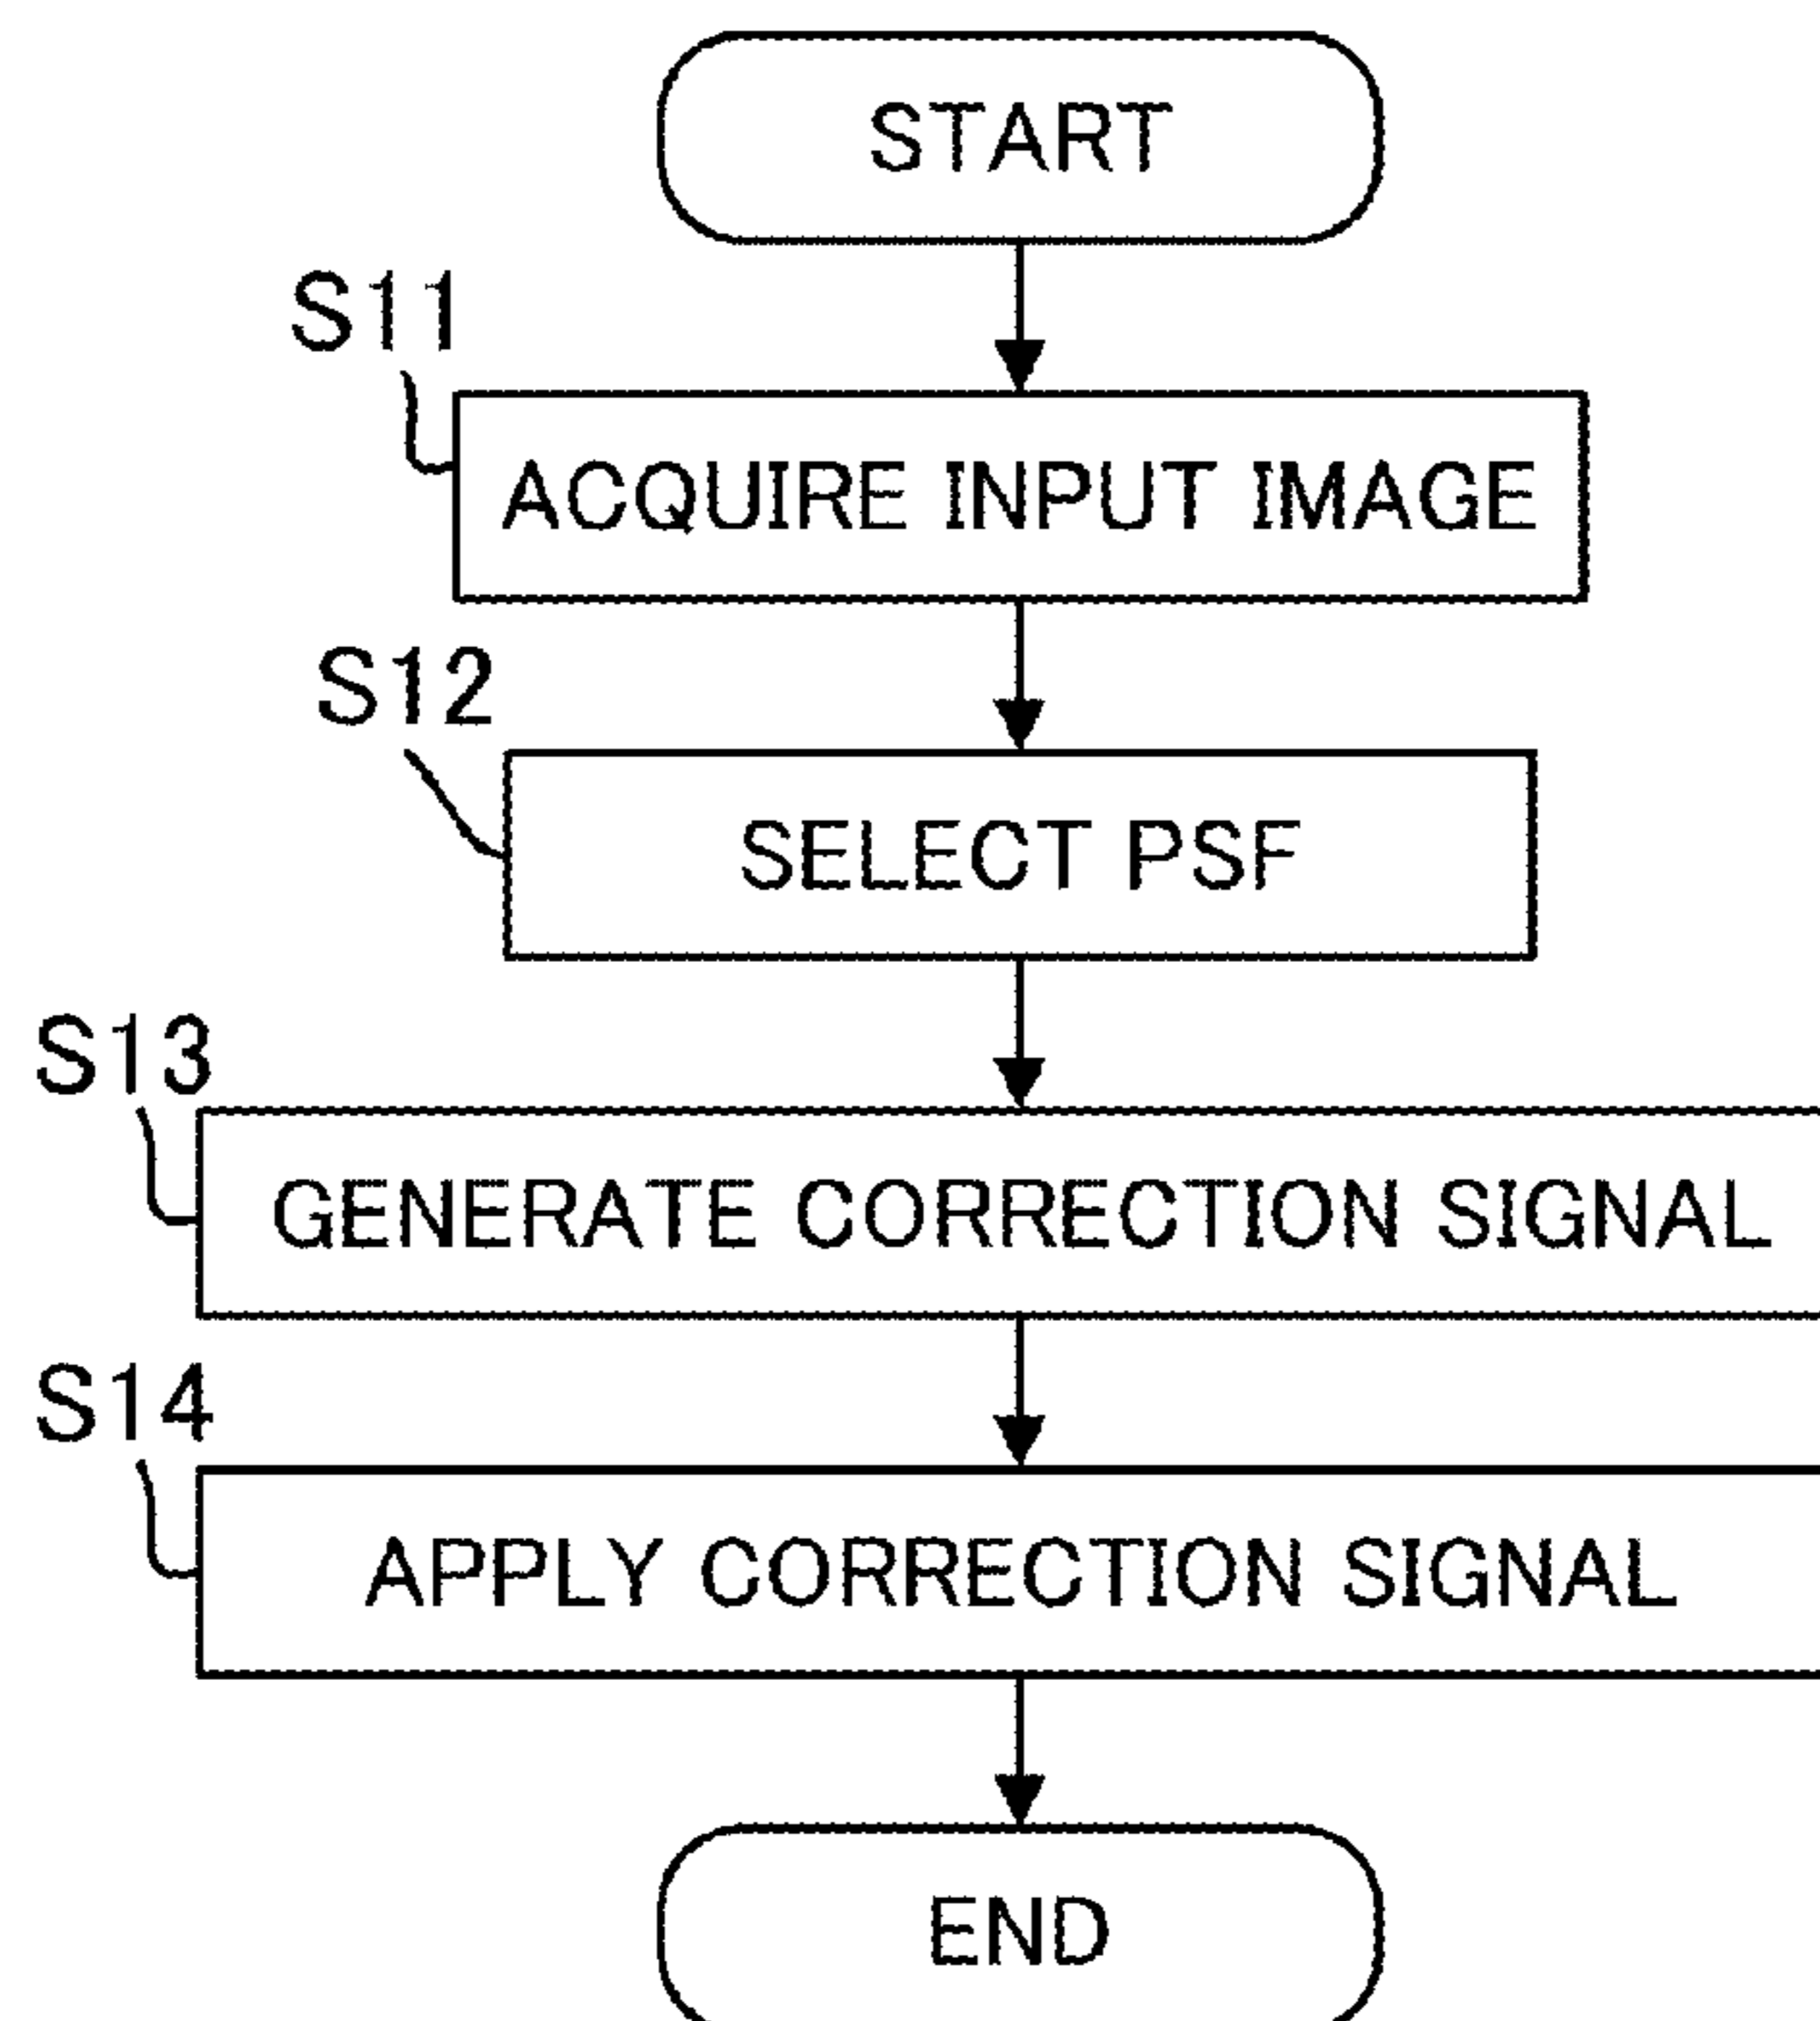 START
S11
ACQUIRE INPUT IMAGE
S12
SELECT PSF
S13
GENERATE CORRECTION SIGNAL
S14
APPLY CORRECTION SIGNAL
END